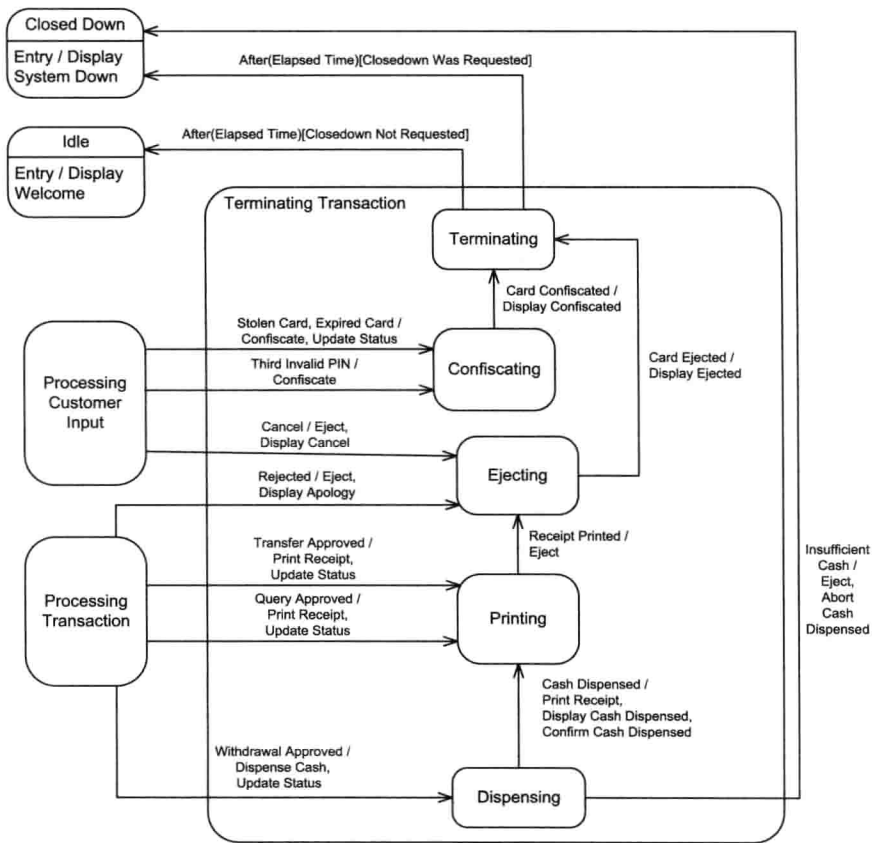 Closed Down
Entry / Display
System Down
After(Elapsed Time)[Closedown Was Requested]
After(Elapsed Time)[Closedown Not Requested]
Idle
Entry / Display
Welcome
Terminating Transaction
Terminating
Card Confiscated /
Display Confiscated
Stolen Card, Expired Card /
Confiscate, Update Status
Third Invalid PIN /
Confiscate
Confiscating
Card Ejected /
Display Ejected
Processing
Customer
Input
Cancel / Eject,
Display Cancel
Rejected / Eject,
Display Apology
Ejecting
Receipt Printed /
Eject
Insufficient
Cash /
Eject,
Abort
Cash
Dispensed
Transfer Approved /
Print Receipt,
Update Status
Query Approved /
Print Receipt,
Update Status
Processing
Transaction
Printing
Cash Dispensed /
Print Receipt,
Display Cash Dispensed,
Confirm Cash Dispensed
Withdrawal Approved /
Dispense Cash,
Update Status
Dispensing